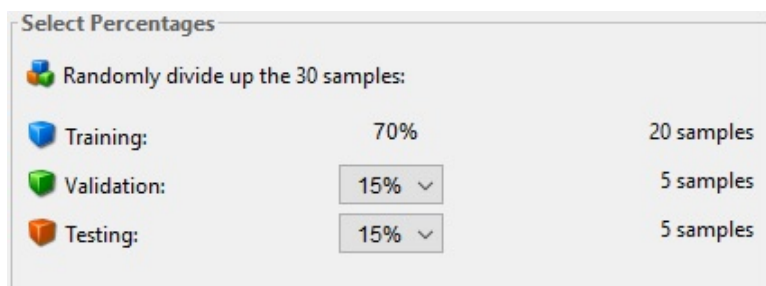 Select Percentages
Randomly divide up the 30 samples:
Training: 70% 20 samples
Validation: 15% 5 samples
Testing: 15% 5 samples